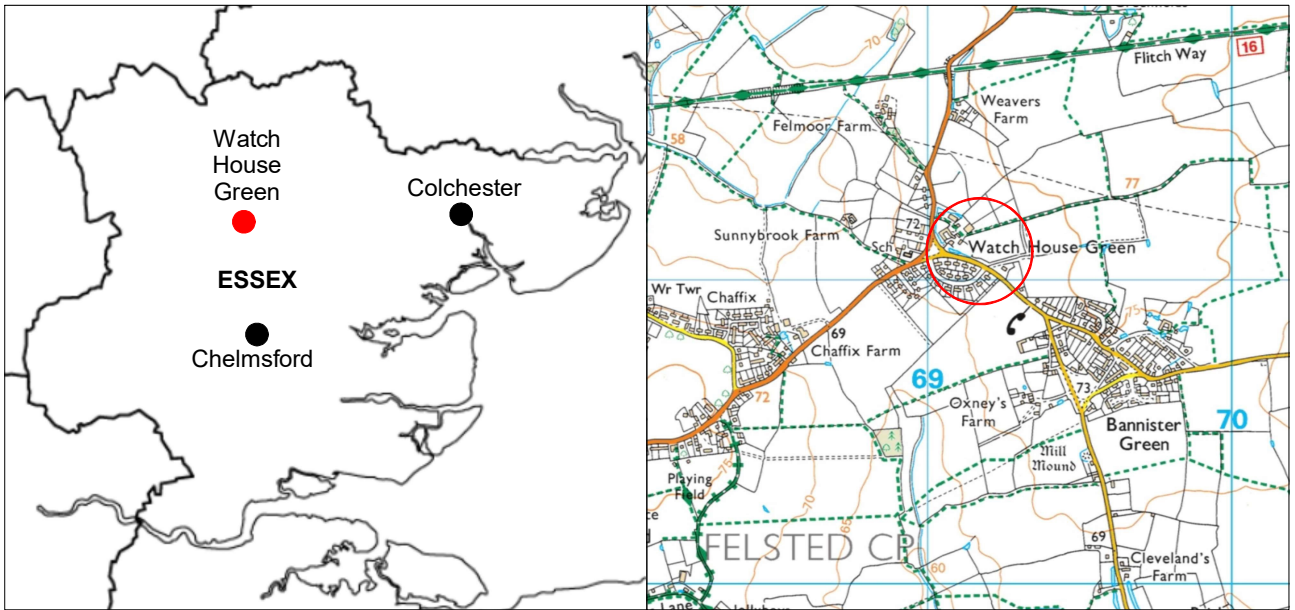 Watch
House
Green
Colchester
ESSEX
Chelmsford
70
16
Flitch Way
Weavers
Farm
Felmoor Farm
58
77
72
Sunnybrook Farm
Sch
Watch House Green
Wr Twr
Chaffix
69
Chaffix Farm
75
69
72
Oxney's
Farm
73
Bannister
Green
70
Mill
Mound
75
Playing
Field
70
65
FELSTED CP
60
69
Cleveland's
Farm
Lane